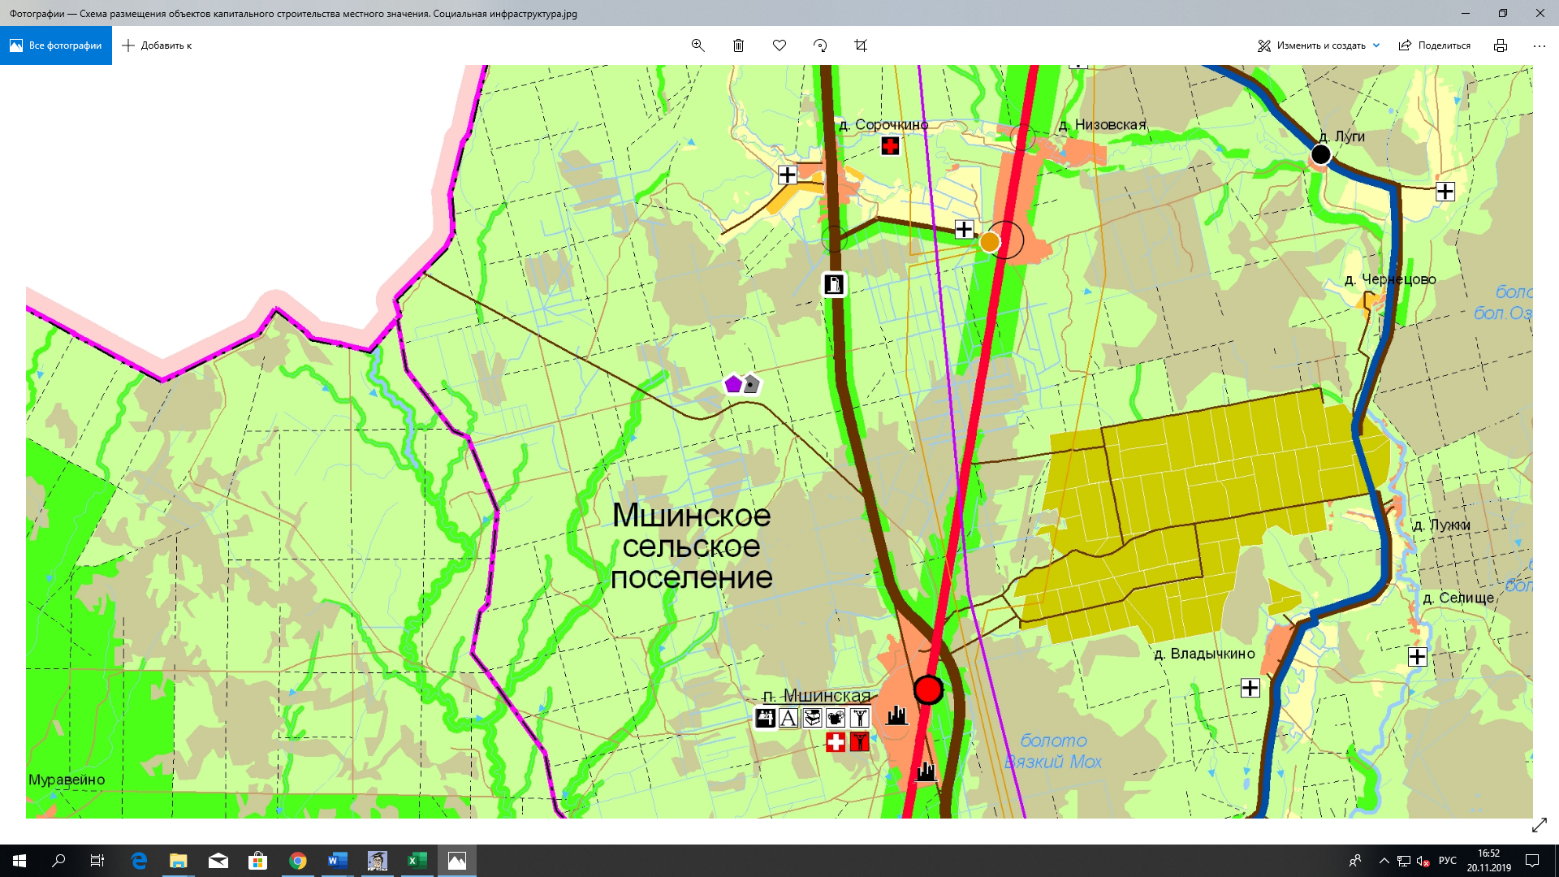 Фотографии — Схема размещения объектов капитального строительства местного значения. Социальная инфраструктура.jpg
Все фотографии
Добавить к
Изменить и создать
Поделиться
д. Сорочкино
д. Низовская
д. Луги
д. Чернецово
бол.Оз
Мшинское
сельское
поселение
д. Лужки
д. Селище
д. Владычкино
п. Мшинская
А
болото
Вязкий Мох
Муравейно
РУС
16:52
20.11.2019